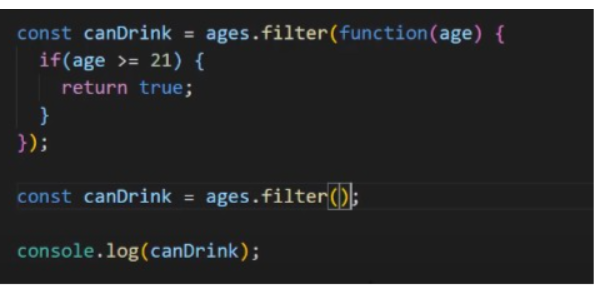 const canDrink = ages.filter(function(age) {
if(age >= 21) {
return true;
}
});
const canDrink = ages.filter();
console.log(canDrink);